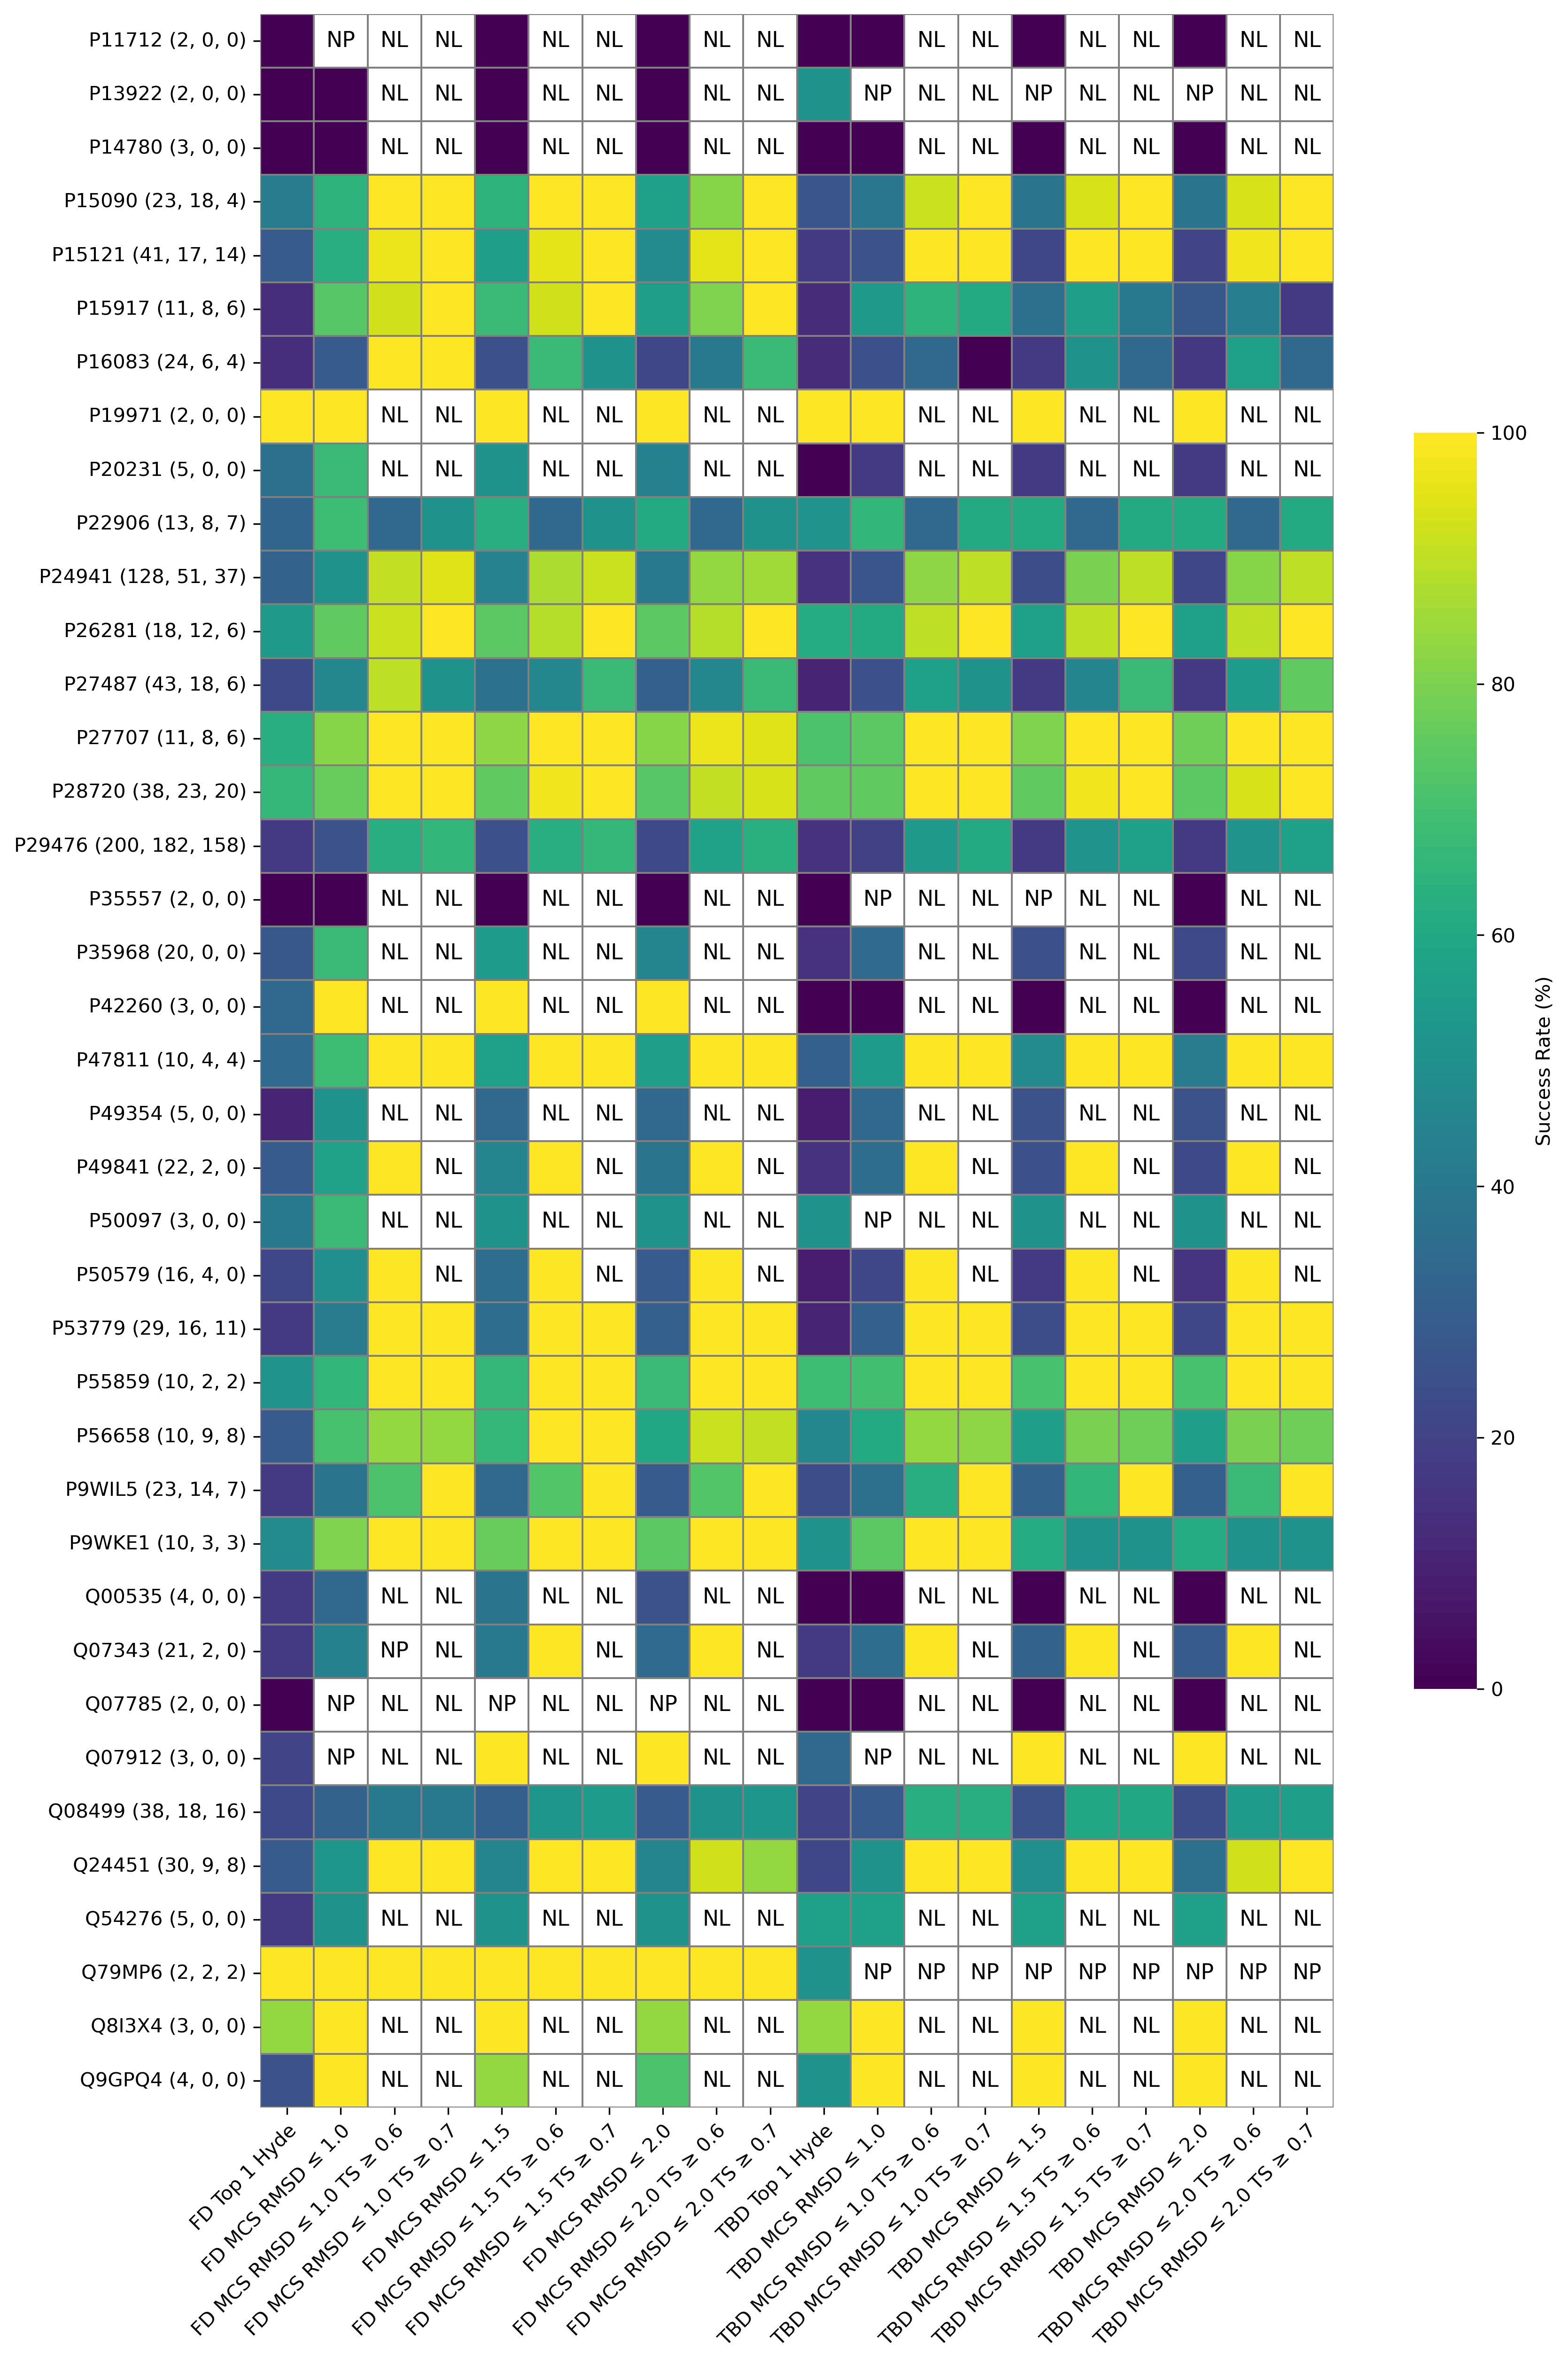 P11712 (2, 0, 0) NP NL NL NL NL NL NL NL NL NL NL NL NL
P13922 (2, 0, 0) NL NL NL NL NL NL NP NL NL NP NL NL NP NL NL
P14780 (3, 0, 0) NL NL NL NL NL NL NL NL NL NL NL NL
P15090 (23, 18, 4)
P15121 (41, 17, 14)
P15917 (11, 8, 6)
P16083 (24, 6, 4)
P19971 (2, 0, 0) NL NL NL NL NL NL NL NL NL NL NL NL
P20231 (5, 0, 0) NL NL NL NL NL NL NL NL NL NL NL NL
P22906 (13, 8, 7)
P24941 (128, 51, 37)
P26281 (18, 12, 6)
P27487 (43, 18, 6)
P27707 (11, 8, 6)
P28720 (38, 23, 20)
P29476 (200, 182, 158)
P35557 (2, 0, 0) NL NL NL NL NL NL NP NL NL NP NL NL NL NL
P35968 (20, 0, 0) NL NL NL NL NL NL NL NL NL NL NL NL
P42260 (3, 0, 0) NL NL NL NL NL NL NL NL NL NL NL NL
P47811 (10, 4, 4)
P49354 (5, 0, 0) NL NL NL NL NL NL NL NL NL NL NL NL
P49841 (22, 2, 0) NL NL NL NL NL NL
P50097 (3, 0, 0) NL NL NL NL NL NL NP NL NL NL NL NL NL
P50579 (16, 4, 0) NL NL NL NL NL NL
P53779 (29, 16, 11)
P55859 (10, 2, 2)
P56658 (10, 9, 8)
P9WIL5 (23, 14, 7)
P9WKE1 (10, 3, 3)
Q00535 (4, 0, 0) NL NL NL NL NL NL NL NL NL NL NL NL
Q07343 (21, 2, 0) NP NL NL NL NL NL NL
Q07785 (2, 0, 0) NP NL NL NP NL NL NP NL NL NL NL NL NL NL NL
Q07912 (3, 0, 0) NP NL NL NL NL NL NL NP NL NL NL NL NL NL
Q08499 (38, 18, 16)
Q24451 (30, 9, 8)
Q54276 (5, 0, 0) NL NL NL NL NL NL NL NL NL NL NL NL
Q79MP6 (2, 2, 2) NP NP NP NP NP NP NP NP NP
Q8I3X4 (3, 0, 0) NL NL NL NL NL NL NL NL NL NL NL NL
Q9GPQ4 (4, 0, 0) NL NL NL NL NL NL NL NL NL NL NL NL
FD Top 1 Hyde
FD MCS RMSD ≤ 1.0
FD MCS RMSD ≤ 1.0 TS ≥ 0.6
FD MCS RMSD ≤ 1.0 TS ≥ 0.7
FD MCS RMSD ≤ 1.5
FD MCS RMSD ≤ 1.5 TS ≥ 0.6
FD MCS RMSD ≤ 1.5 TS ≥ 0.7
FD MCS RMSD ≤ 2.0
FD MCS RMSD ≤ 2.0 TS ≥ 0.6
FD MCS RMSD ≤ 2.0 TS ≥ 0.7
TBD Top 1 Hyde
TBD MCS RMSD ≤ 1.0
TBD MCS RMSD ≤ 1.0 TS ≥ 0.6
TBD MCS RMSD ≤ 1.0 TS ≥ 0.7
TBD MCS RMSD ≤ 1.5
TBD MCS RMSD ≤ 1.5 TS ≥ 0.6
TBD MCS RMSD ≤ 1.5 TS ≥ 0.7
TBD MCS RMSD ≤ 2.0
TBD MCS RMSD ≤ 2.0 TS ≥ 0.6
TBD MCS RMSD ≤ 2.0 TS ≥ 0.7
100
80
60
40
20
0
Success Rate (%)